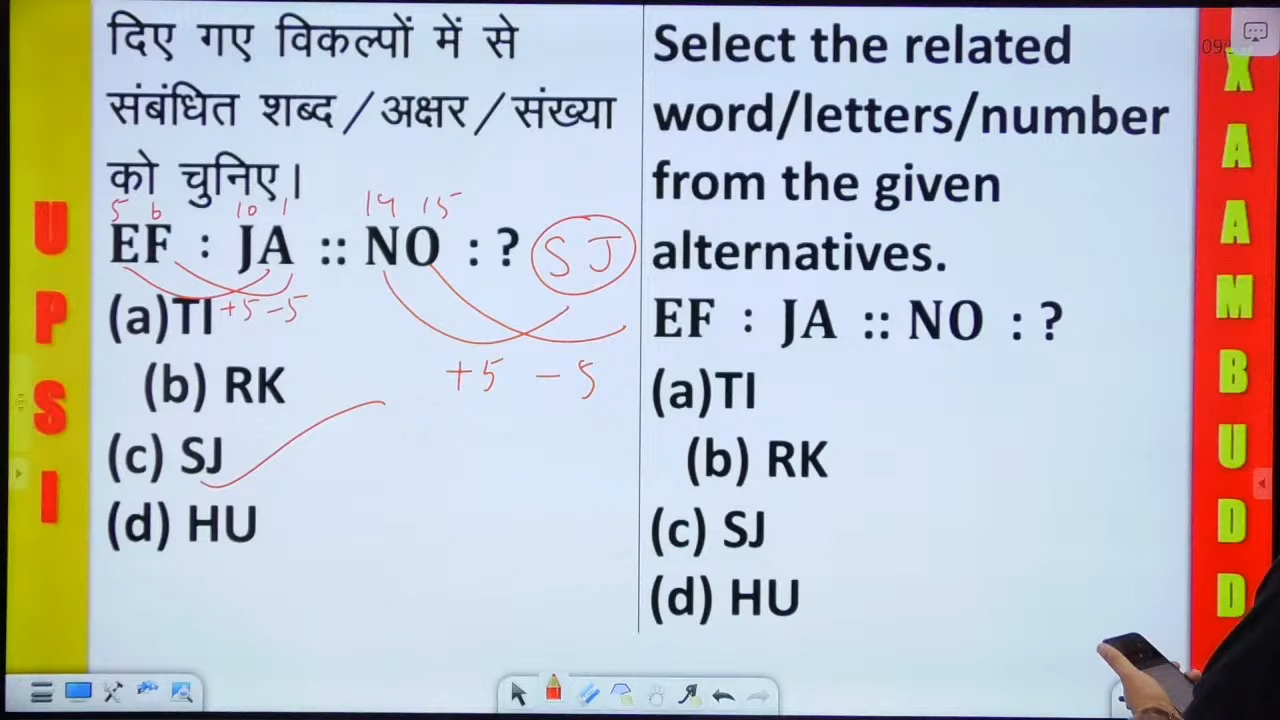 दिए गए विकल्पों में से
संबंधित शब्द/अक्षर/संख्या
को चुनिए।
5 6 10 1 14 15
EF : JA :: NO : ? SJ
+5 -5
(a)TI
+5 -5
(b) RK
(c) SJ
(d) HU
Select the related
word/letters/number
from the given
alternatives.
EF : JA :: NO : ?
(a)TI
(b) RK
(c) SJ
(d) HU
U
P
S
I
X
A
A
M
B
U
D
D